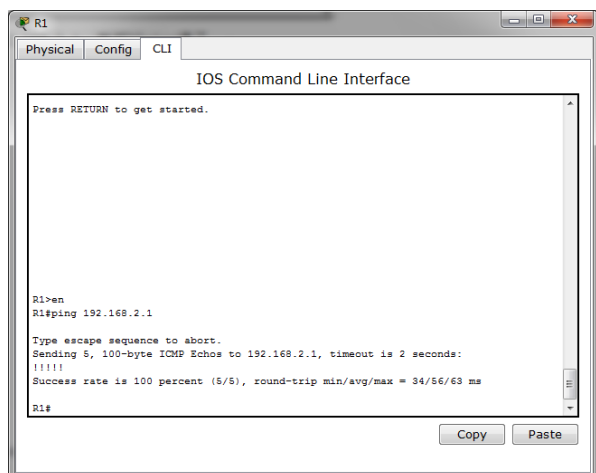 R1
Physical Config CLI
IOS Command Line Interface
Press RETURN to get started.
R1>en
R1#ping 192.168.2.1
Type escape sequence to abort.
Sending 5, 100-byte ICMP Echos to 192.168.2.1, timeout is 2 seconds:
!!!!!
Success rate is 100 percent (5/5), round-trip min/avg/max = 34/56/63 ms
R1#
Copy Paste